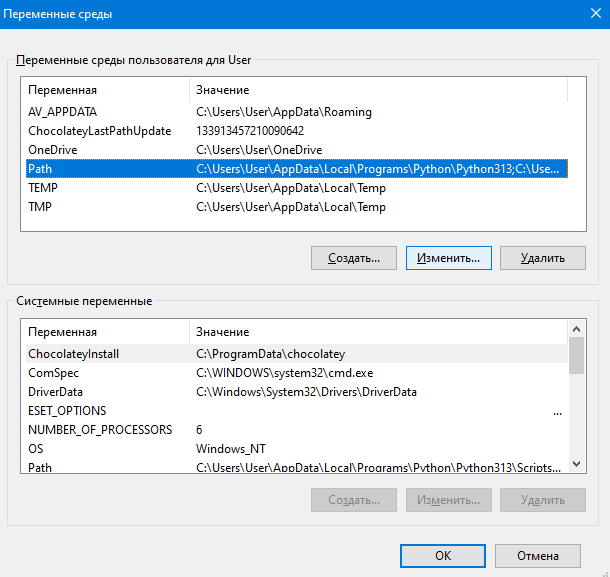 Переменные среды
Переменные среды пользователя для User
Переменная Значение
AV_APPDATA C:\Users\User\AppData\Roaming
ChocolateyLastPathUpdate 133913457210090642
OneDrive C:\Users\User\OneDrive
Path C:\Users\User\AppData\Local\Programs\Python\Python313;C:\Use...
TEMP C:\Users\User\AppData\Local\Temp
TMP C:\Users\User\AppData\Local\Temp
Создать... Изменить... Удалить
Системные переменные
Переменная Значение
ChocolateyInstall C:\ProgramData\chocolatey
ComSpec C:\WINDOWS\system32\cmd.exe
DriverData C:\Windows\System32\Drivers\DriverData
ESET_OPTIONS ...
NUMBER_OF_PROCESSORS 6
OS Windows_NT
Path C:\Users\User\AppData\Local\Programs\Python\Python313\Scripts...
Создать... Изменить... Удалить
ОК Отмена